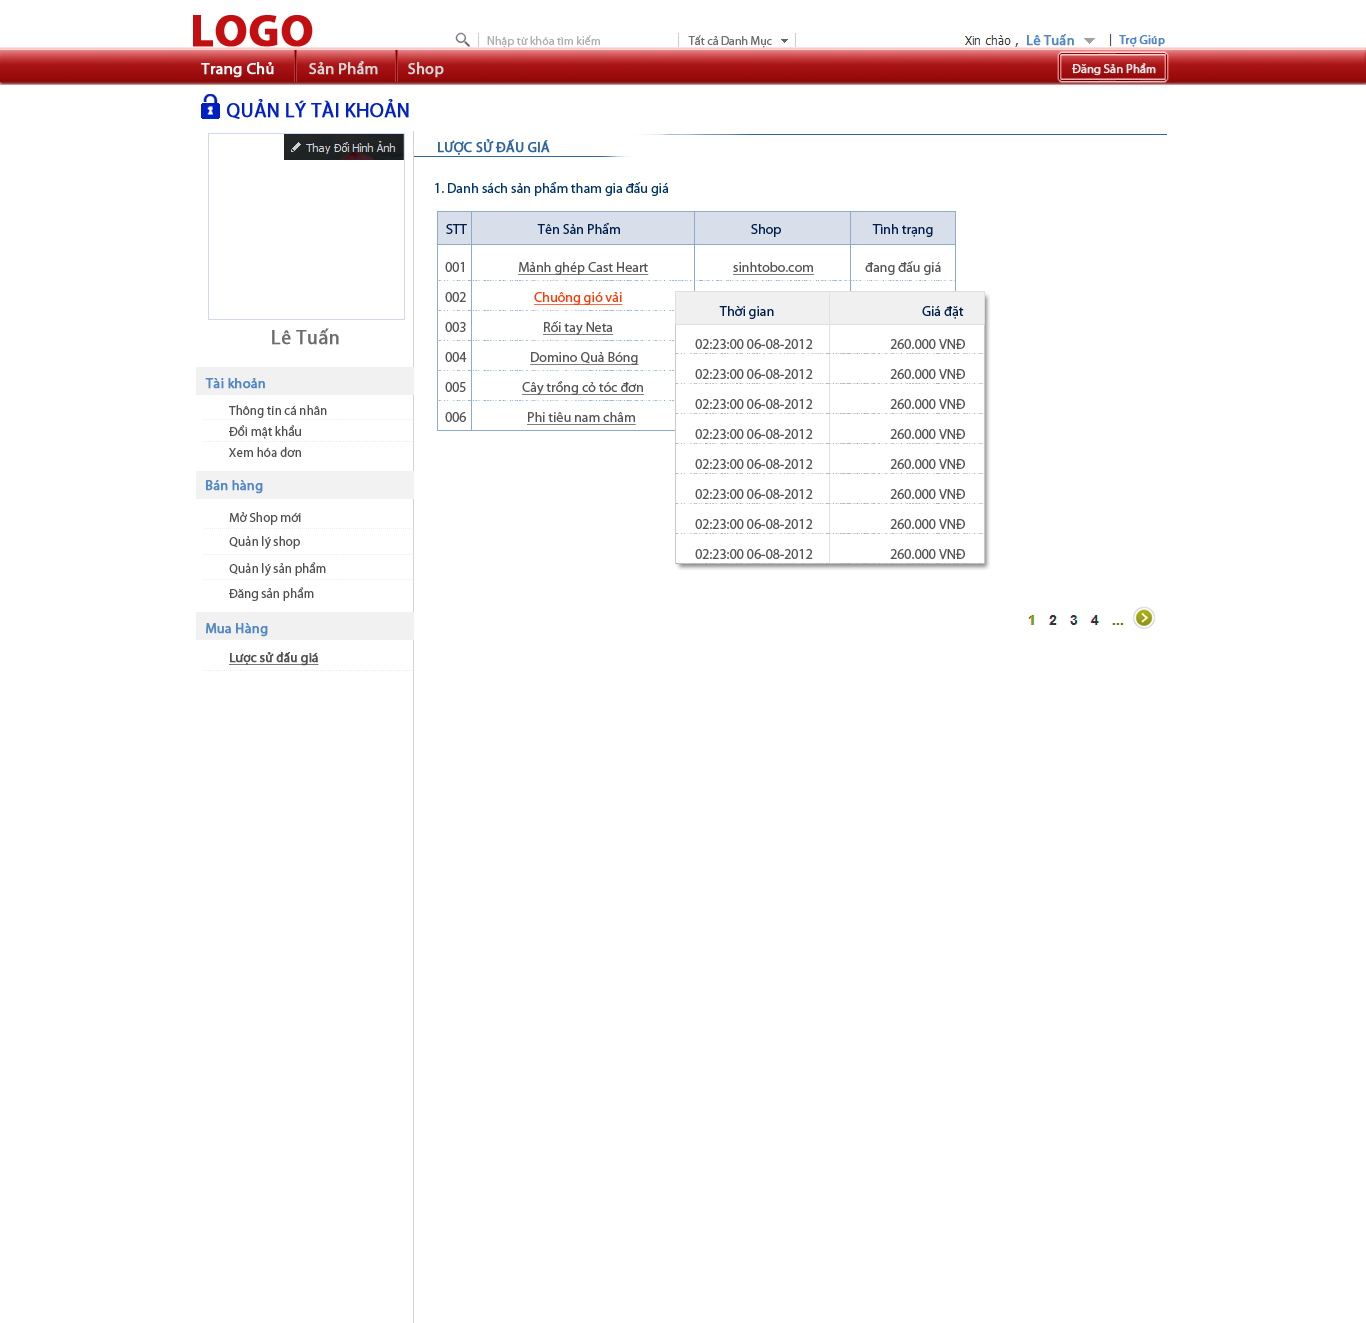 LOGO
Nhập từ khóa tìm kiếm
Tất cả Danh Mục
Xin chào , Lê Tuấn
Trợ Giúp
Trang Chủ
Sản Phẩm
Shop
Đăng Sản Phẩm
QUẢN LÝ TÀI KHOẢN
Thay Đổi Hình Ảnh
Lê Tuấn
Tài khoản
Thông tin cá nhân
Đổi mật khẩu
Xem hóa dơn
Bán hàng
Mở Shop mới
Quản lý shop
Quản lý sản phẩm
Đăng sản phẩm
Mua Hàng
Lược sử đấu giá
LƯỢC SỬ ĐẤU GIÁ
1. Danh sách sản phẩm tham gia đấu giá
STT Tên Sản Phẩm Shop Tình trạng
001 Mảnh ghép Cast Heart sinhtobo.com đang đấu giá
002 Chuông gió vải
003 Rối tay Neta
004 Domino Quả Bóng
005 Cây trồng cỏ tóc đơn
006 Phi tiêu nam châm
Thời gian Giá đặt
02:23:00 06-08-2012 260.000 VNĐ
02:23:00 06-08-2012 260.000 VNĐ
02:23:00 06-08-2012 260.000 VNĐ
02:23:00 06-08-2012 260.000 VNĐ
02:23:00 06-08-2012 260.000 VNĐ
02:23:00 06-08-2012 260.000 VNĐ
02:23:00 06-08-2012 260.000 VNĐ
02:23:00 06-08-2012 260.000 VNĐ
1 2 3 4 ...